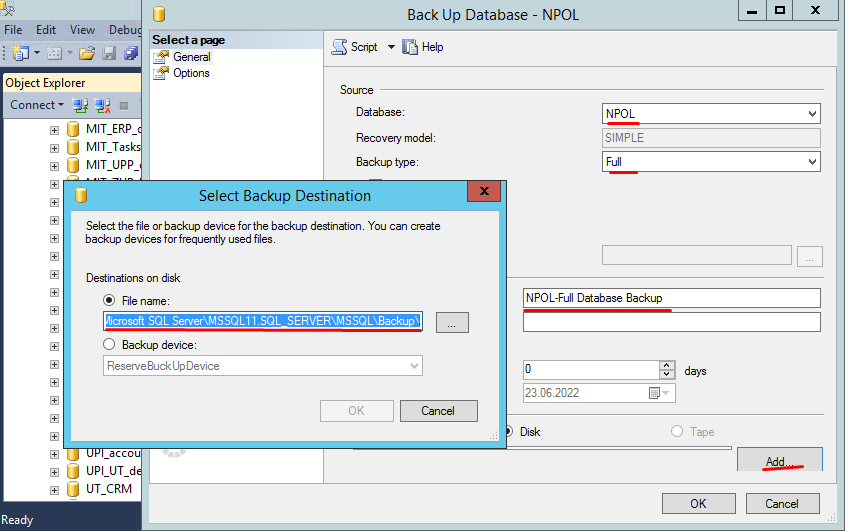 Back Up Database - NPOL
File Edit View Debug
Object Explorer
Connect
MIT_ERP_
MIT_Tasks
MIT_UPP_
UPI_accou
UPI_UT_de
UT_CRM
Ready
Select a page
General
Options
Script
Help
Source
Database:
NPOL
Recovery model:
SIMPLE
Backup type:
Full
...
NPOL-Full Database Backup
0
days
23.06.2022
Disk
Tape
Add...
OK
Cancel
Select Backup Destination
Select the file or backup device for the backup destination. You can create
backup devices for frequently used files.
Destinations on disk
File name:
Microsoft SQL Server\MSSQL11.SQL_SERVER\MSSQL\Backup\
...
Backup device:
ReserveBuckUpDevice
OK
Cancel